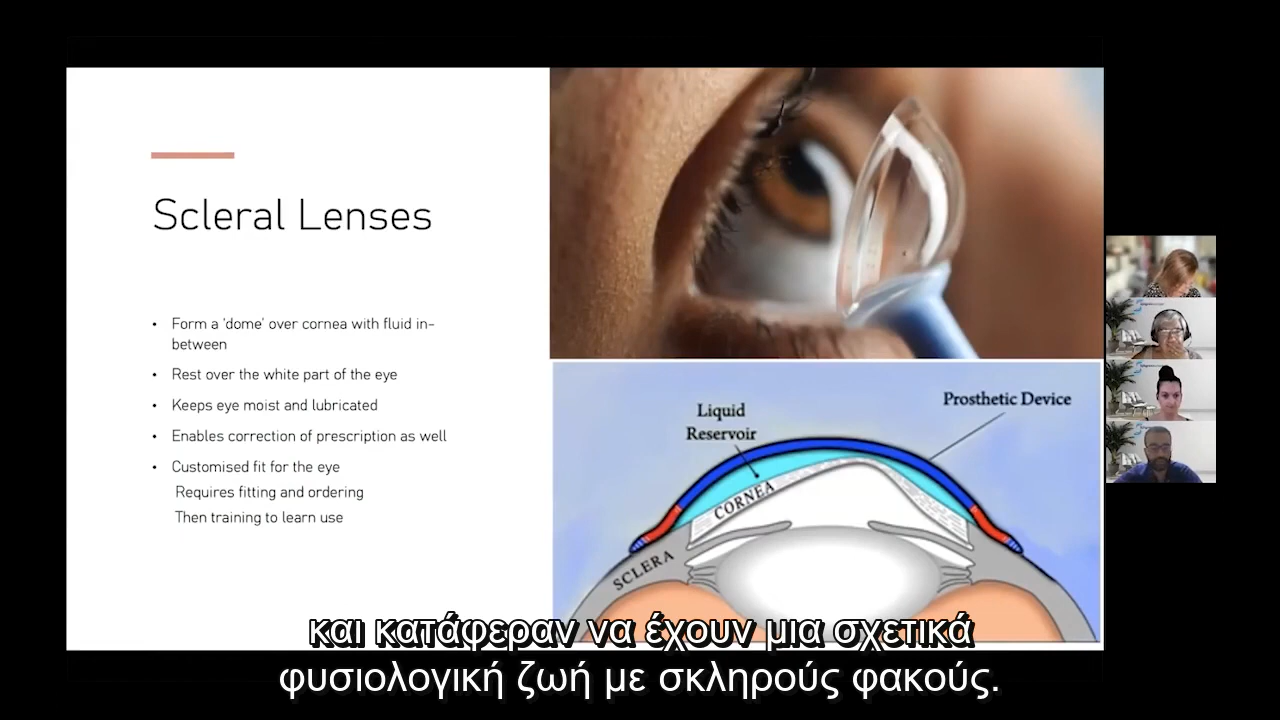 Scleral Lenses
• Form a 'dome' over cornea with fluid in-
between
• Rest over the white part of the eye
• Keeps eye moist and lubricated
• Enables correction of prescription as well
• Customised fit for the eye
Requires fitting and ordering
Then training to learn use
Liquid
Reservoir
Prosthetic Device
CORNEA
SCLERA
και κατάφεραν να έχουν μια σχετικά
φυσιολογική ζωή με σκληρούς φακούς.